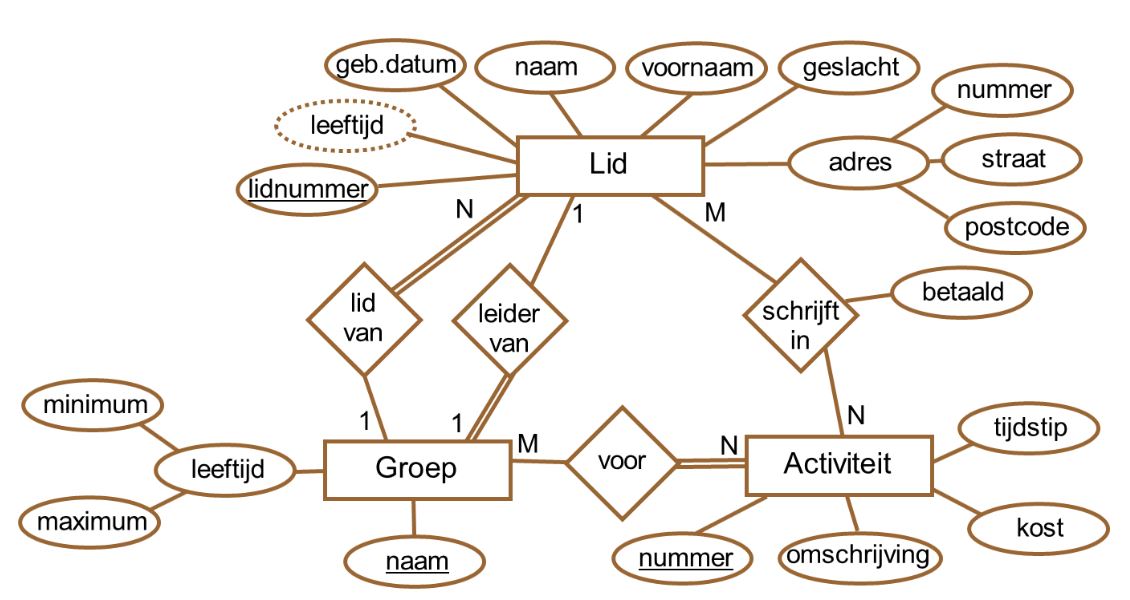 geb.datum
naam
voornaam
geslacht
nummer
leeftijd
Lid
adres
straat
lidnummer
postcode
N
1
M
lid
van
leider
van
schrijft
in
betaald
minimum
1
1
M
N
N
tijdstip
leeftijd
Groep
voor
Activiteit
maximum
kost
naam
nummer
omschrijving